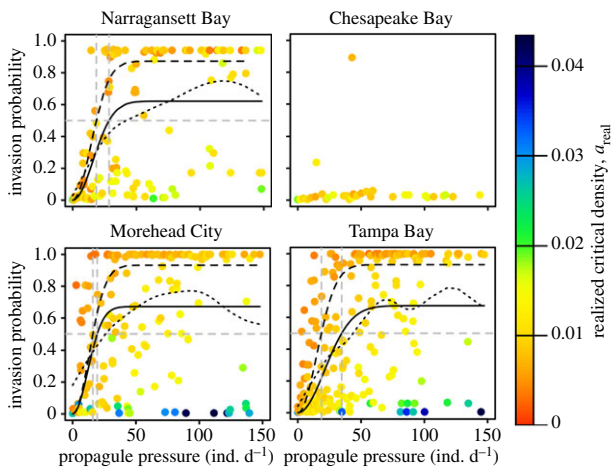 Narragansett Bay
Chesapeake Bay
invasion probability
1.0
0.8
0.6
0.4
0.2
0
Morehead City
Tampa Bay
invasion probability
1.0
0.8
0.6
0.4
0.2
0
0 50 100 150
0 50 100 150
propagule pressure (ind. d⁻¹)
propagule pressure (ind. d⁻¹)
0.04
0.03
0.02
0.01
0
realized critical density, a_real